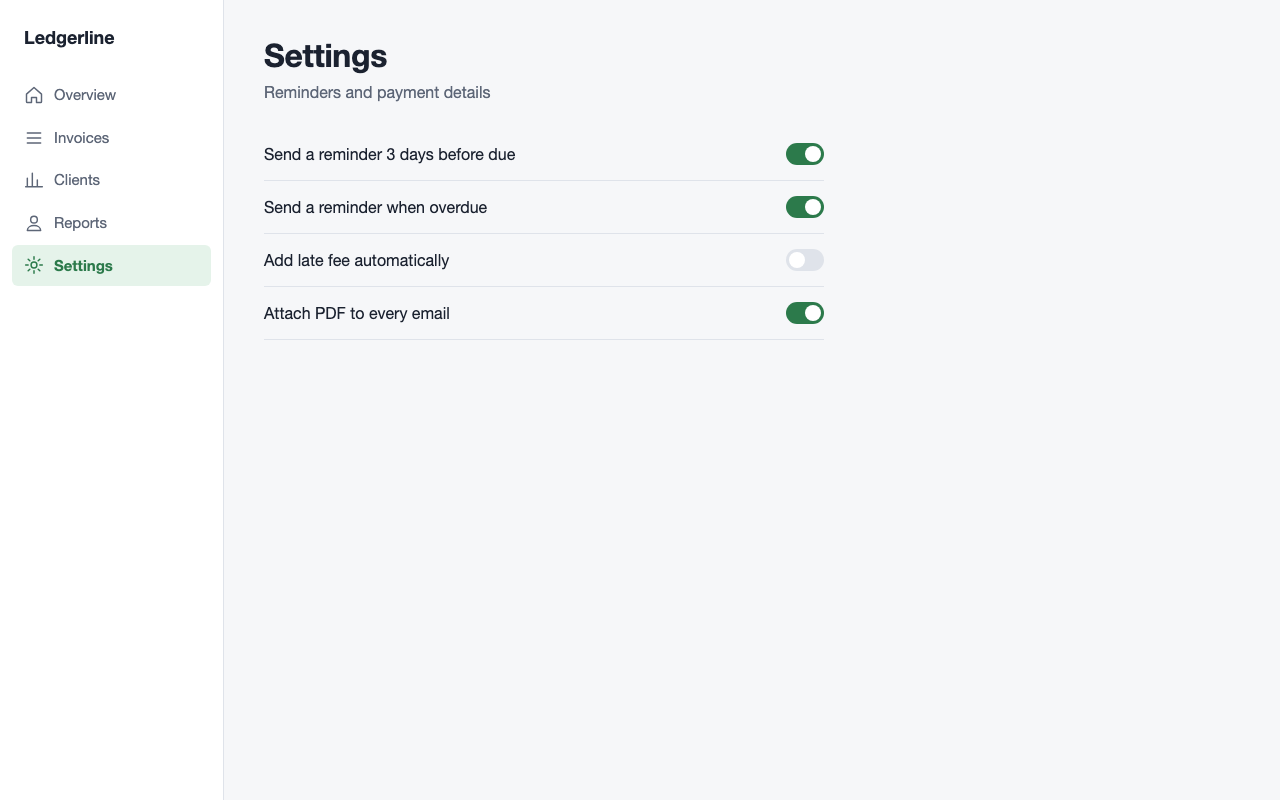 Ledgerline
Overview
Invoices
Clients
Reports
Settings
Settings
Reminders and payment details
Send a reminder 3 days before due
Send a reminder when overdue
Add late fee automatically
Attach PDF to every email